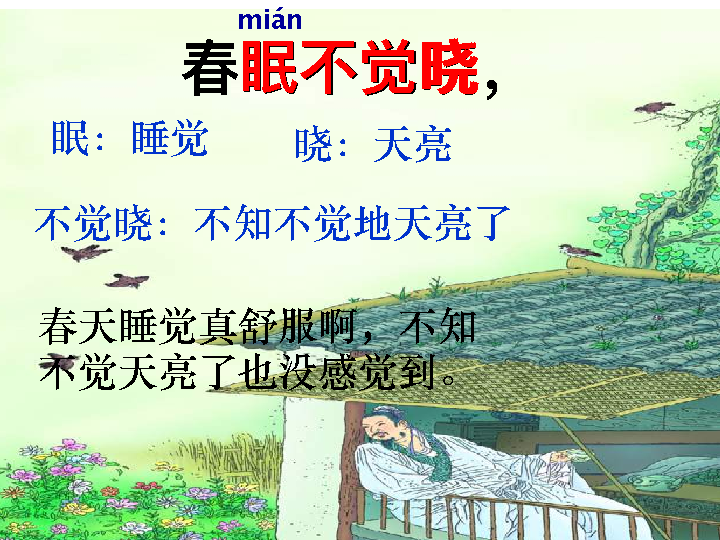 mián
春眠不觉晓，
眠：睡觉 晓：天亮
不觉晓：不知不觉地天亮了
春天睡觉真舒服啊，不知
不觉天亮了也没感觉到。